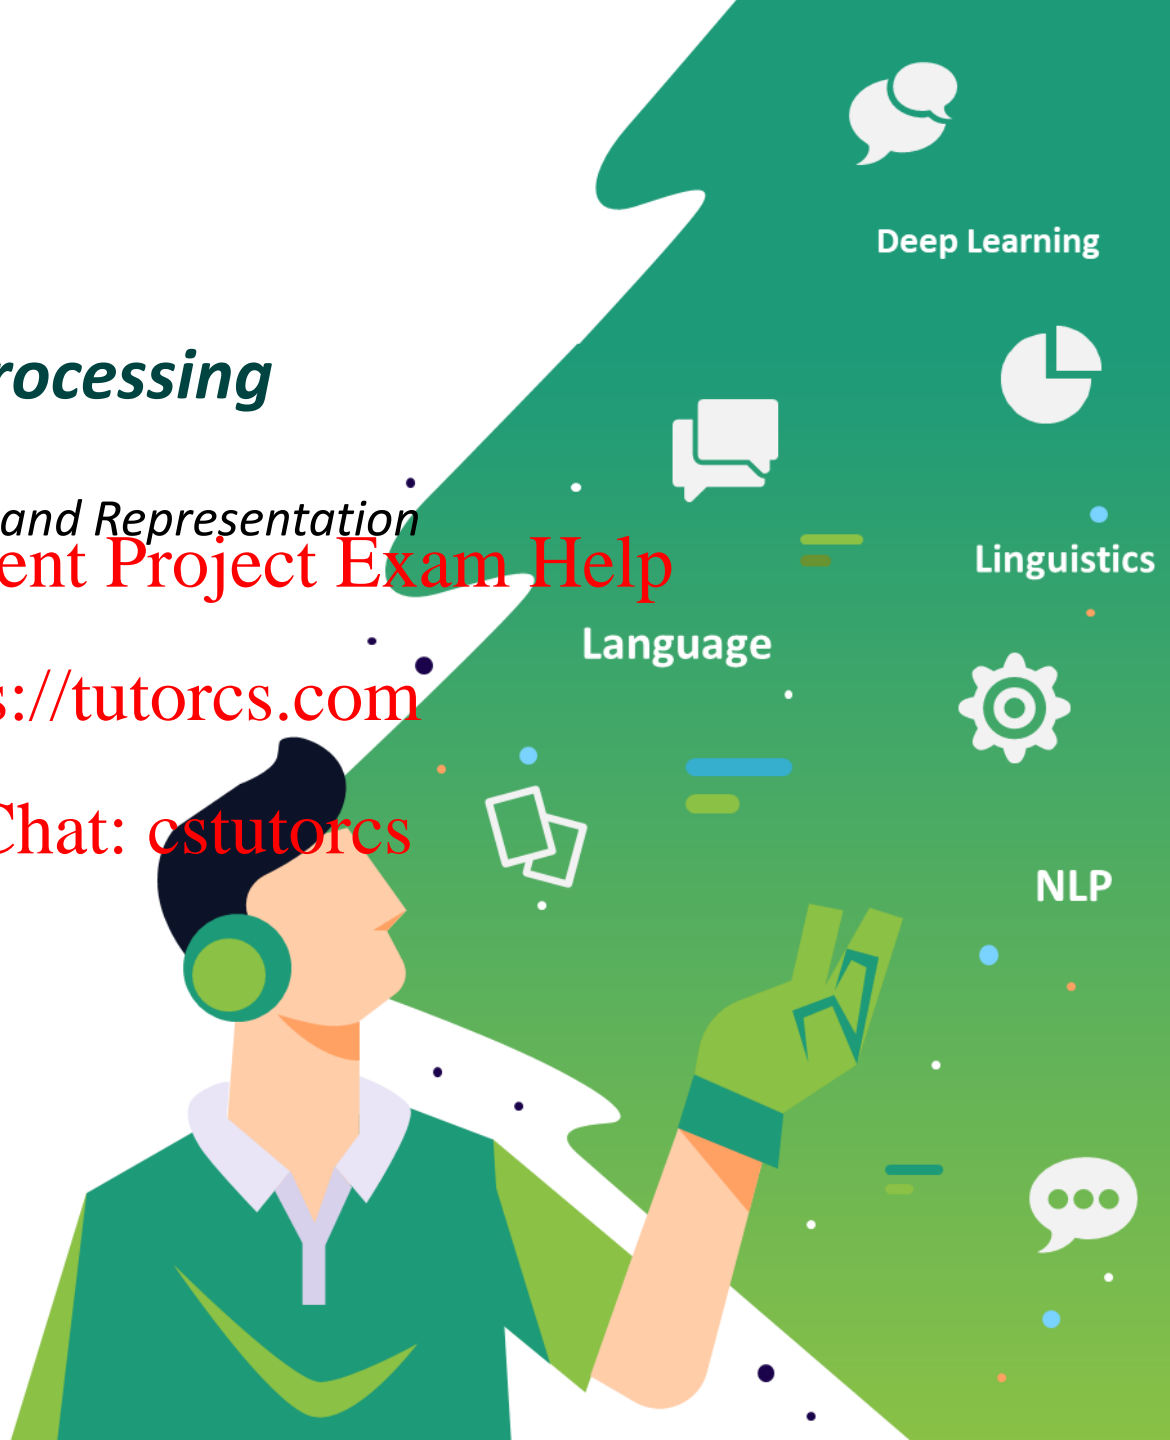 Deep Learning
rocessing
and Representation
ent Project Exam Help
Linguistics
Language
s://tutorcs.com
Chat: cstutorcs
NLP